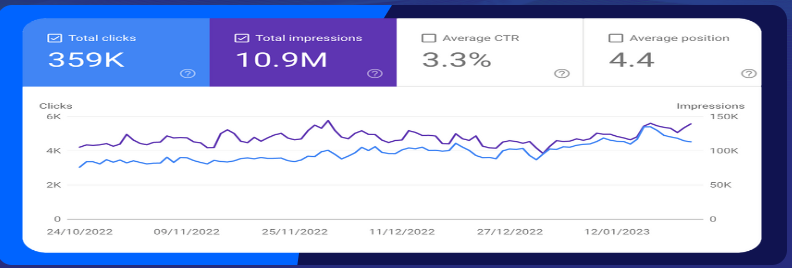 Total clicks
359K
Total impressions
10.9M
Average CTR
3.3%
Average position
4.4
Clicks
Impressions
6K
150K
4K
100K
2K
50K
0
0
24/10/2022 09/11/2022 25/11/2022 11/12/2022 27/12/2022 12/01/2023